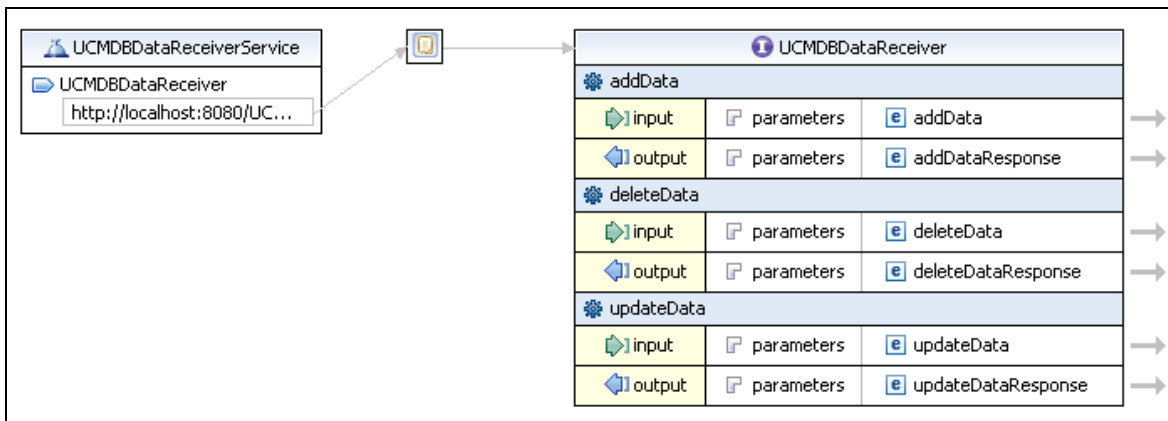 UCMDBDataReceiverService
UCMDBDataReceiver
http://localhost:8080/UC...
UCMDBDataReceiver
addData
input parameters e addData
output parameters e addDataResponse
deleteData
input parameters e deleteData
output parameters e deleteDataResponse
updateData
input parameters e updateData
output parameters e updateDataResponse